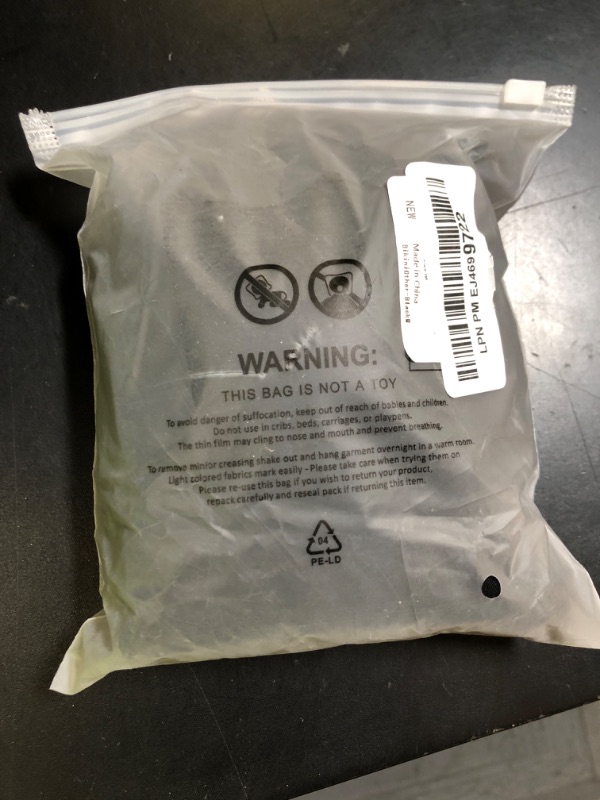 NEW
Made in China
LPN PM EJ4699722
WARNING:
THIS BAG IS NOT A TOY
To avoid danger of suffocation, keep out of reach of babies and children.
Do not use in cribs, beds, carriages, or playpens.
The thin film may cling to nose and mouth and prevent breathing.
To remove minior creasing shake out and hang garment overnight in a warm room.
Light colored fabrics mark easily - Please take care when trying them on
Please re-use this bag if you wish to return your product,
repack carefully and reseal pack if returning this item.
04
PE-LD